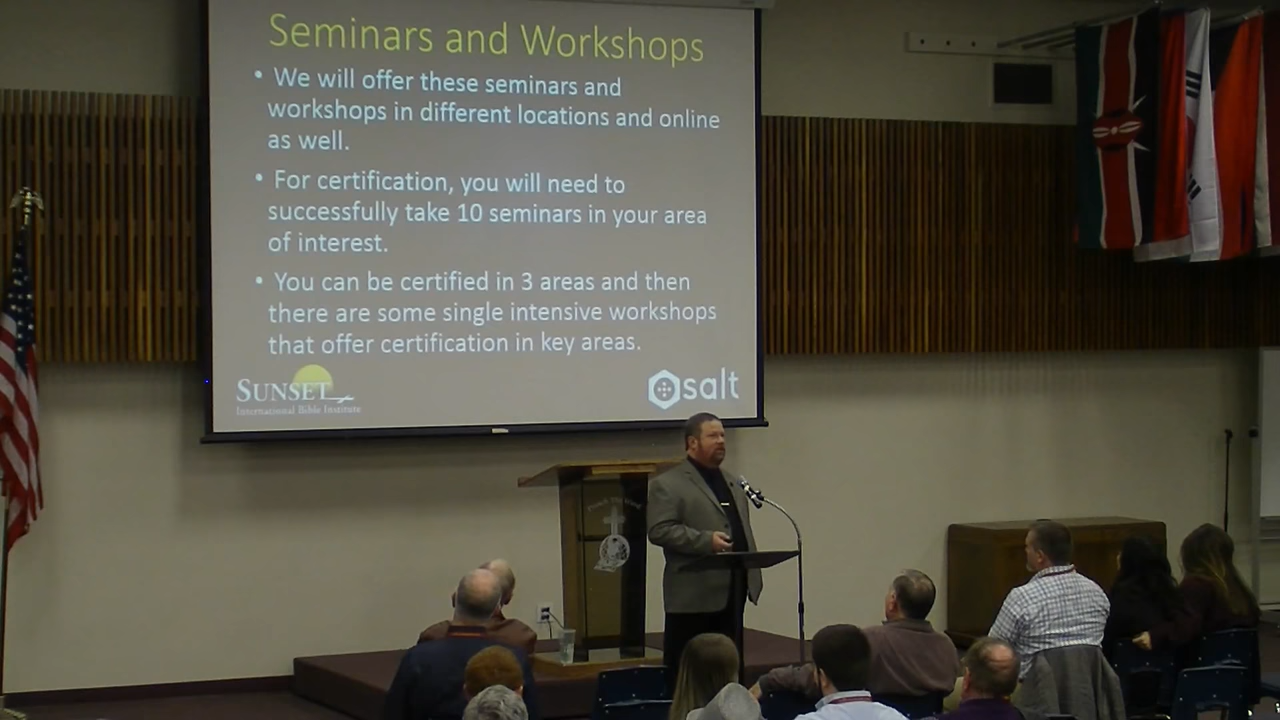 Seminars and Workshops
• We will offer these seminars and
workshops in different locations and online
as well.
• For certification, you will need to
successfully take 10 seminars in your area
of interest.
• You can be certified in 3 areas and then
there are some single intensive workshops
that offer certification in key areas.
SUNSET
International Bible Institute
salt